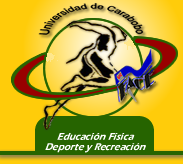 Universidad de Carabobo
Educación Física
Deporte y Recreación